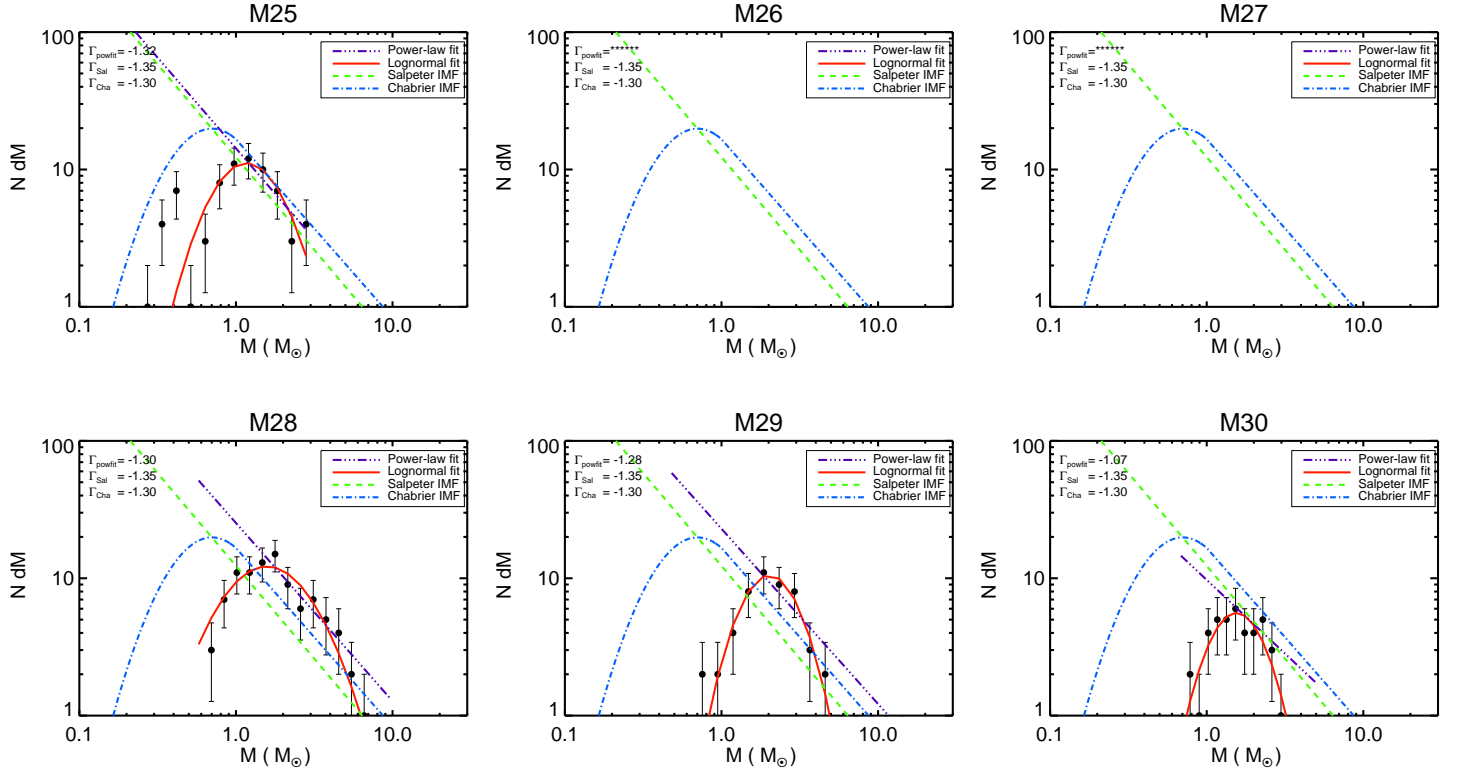 M25
Γpowfit = -1.32
ΓSal = -1.35
ΓCha = -1.30
Power-law fit
Lognormal fit
Salpeter IMF
Chabrier IMF
100
10
1
N dM
0.1 1.0 10.0
M ( M⊙)
M26
Γpowfit =******
ΓSal = -1.35
ΓCha = -1.30
Power-law fit
Lognormal fit
Salpeter IMF
Chabrier IMF
100
10
1
N dM
0.1 1.0 10.0
M ( M⊙)
M27
Γpowfit =******
ΓSal = -1.35
ΓCha = -1.30
Power-law fit
Lognormal fit
Salpeter IMF
Chabrier IMF
100
10
1
N dM
0.1 1.0 10.0
M ( M⊙)
M28
Γpowfit = -1.30
ΓSal = -1.35
ΓCha = -1.30
Power-law fit
Lognormal fit
Salpeter IMF
Chabrier IMF
100
10
1
N dM
0.1 1.0 10.0
M ( M⊙)
M29
Γpowfit = -1.28
ΓSal = -1.35
ΓCha = -1.30
Power-law fit
Lognormal fit
Salpeter IMF
Chabrier IMF
100
10
1
N dM
0.1 1.0 10.0
M ( M⊙)
M30
Γpowfit = -1.07
ΓSal = -1.35
ΓCha = -1.30
Power-law fit
Lognormal fit
Salpeter IMF
Chabrier IMF
100
10
1
N dM
0.1 1.0 10.0
M ( M⊙)